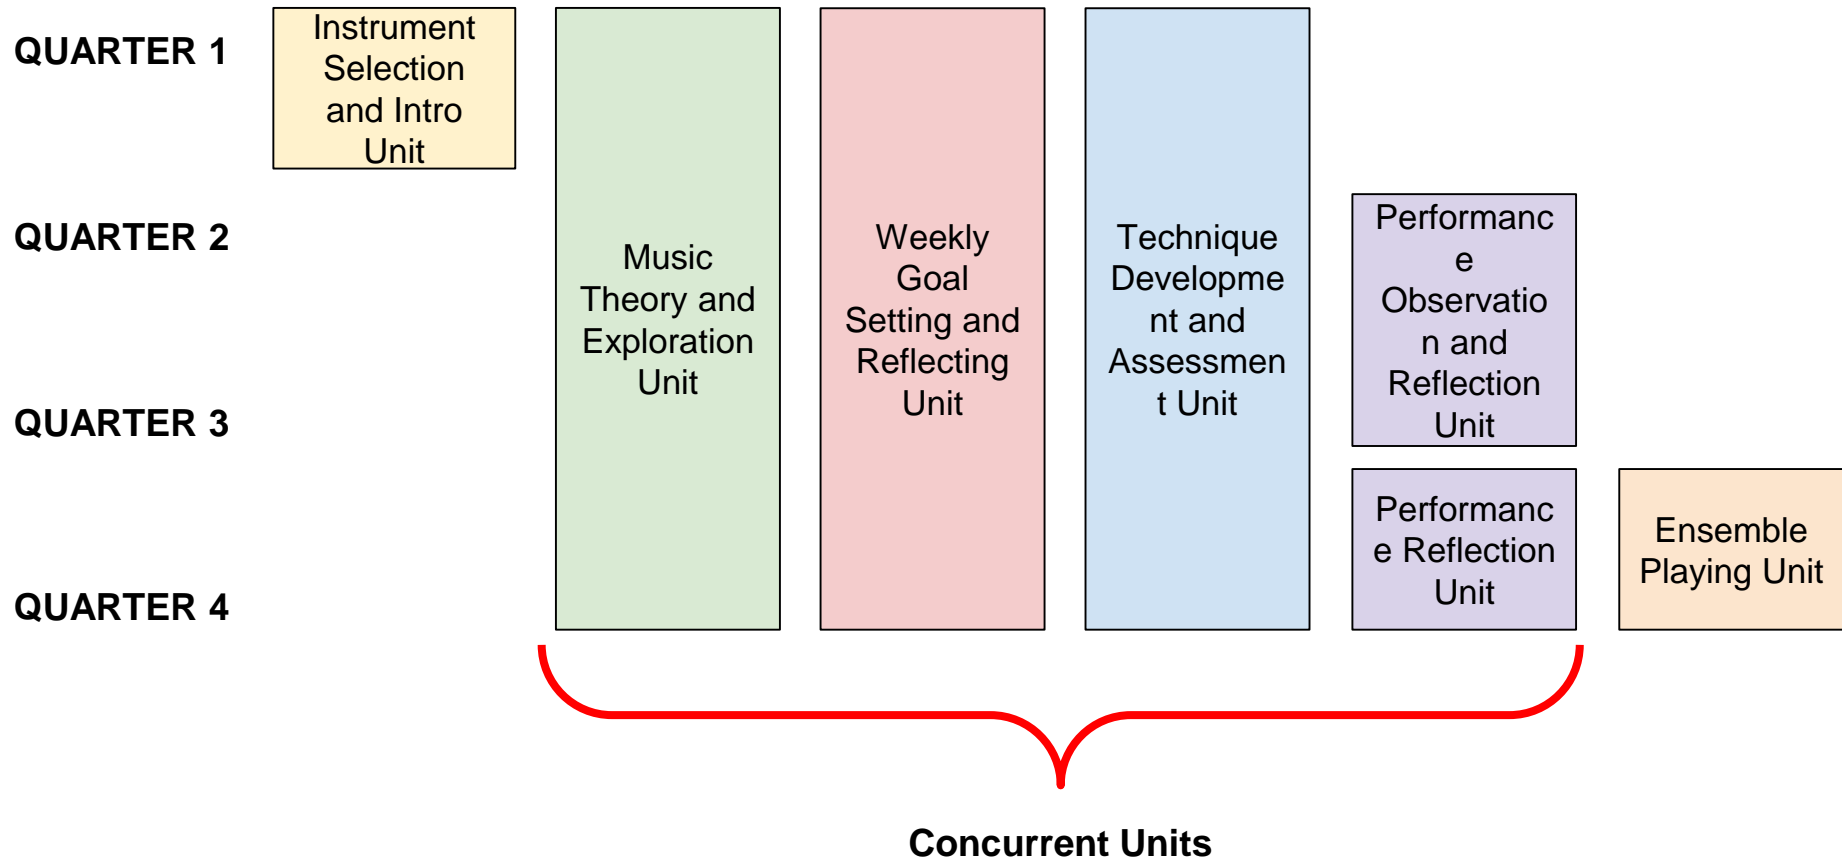 QUARTER 1
Instrument
Selection
and Intro
Unit
QUARTER 2
QUARTER 3
QUARTER 4
Music
Theory and
Exploration
Unit
Weekly
Goal
Setting and
Reflecting
Unit
Technique
Developme
nt and
Assessmen
t Unit
Performanc
e
Observatio
n and
Reflection
Unit
Performanc
e Reflection
Unit
Ensemble
Playing Unit
Concurrent Units